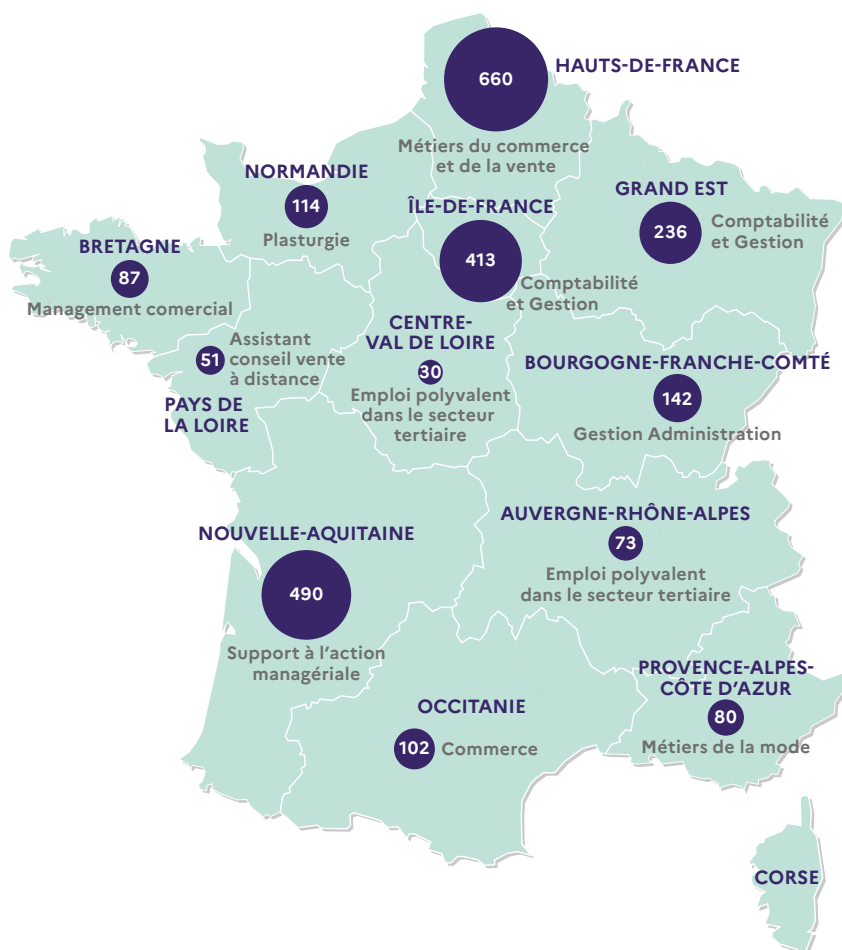 660
HAUTS-DE-FRANCE
Métiers du commerce
et de la vente
NORMANDIE
114
Plasturgie
ÎLE-DE-FRANCE
413
Comptabilité
et Gestion
GRAND EST
236
Comptabilité
et Gestion
BRETAGNE
87
Management comercial
51
Assistant
conseil vente
à distance
PAYS DE
LA LOIRE
CENTRE-
VAL DE LOIRE
30
Emploi polyvalent
dans le secteur
tertiaire
BOURGOGNE-FRANCHE-COMTÉ
142
Gestion Administration
NOUVELLE-AQUITAINE
490
Support à l’action
managériale
AUVERGNE-RHÔNE-ALPES
73
Emploi polyvalent
dans le secteur tertiaire
OCCITANIE
102
Commerce
PROVENCE-ALPES-
CÔTE D’AZUR
80
Métiers de la mode
CORSE